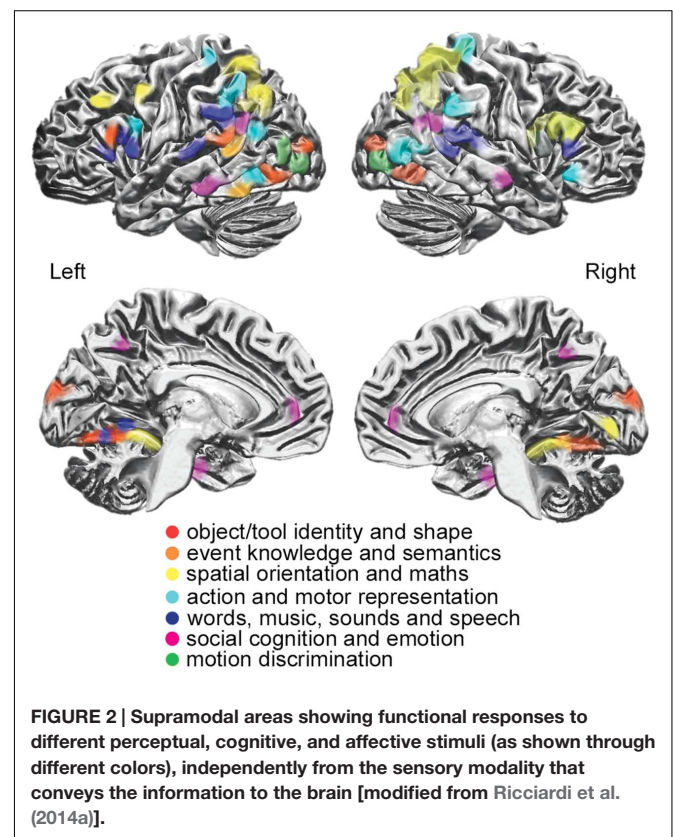 Left
Right
object/tool identity and shape
event knowledge and semantics
spatial orientation and maths
action and motor representation
words, music, sounds and speech
social cognition and emotion
motion discrimination
FIGURE 2 | Supramodal areas showing functional responses to
different perceptual, cognitive, and affective stimuli (as shown through
different colors), independently from the sensory modality that
conveys the information to the brain [modified from Ricciardi et al.
(2014a)].